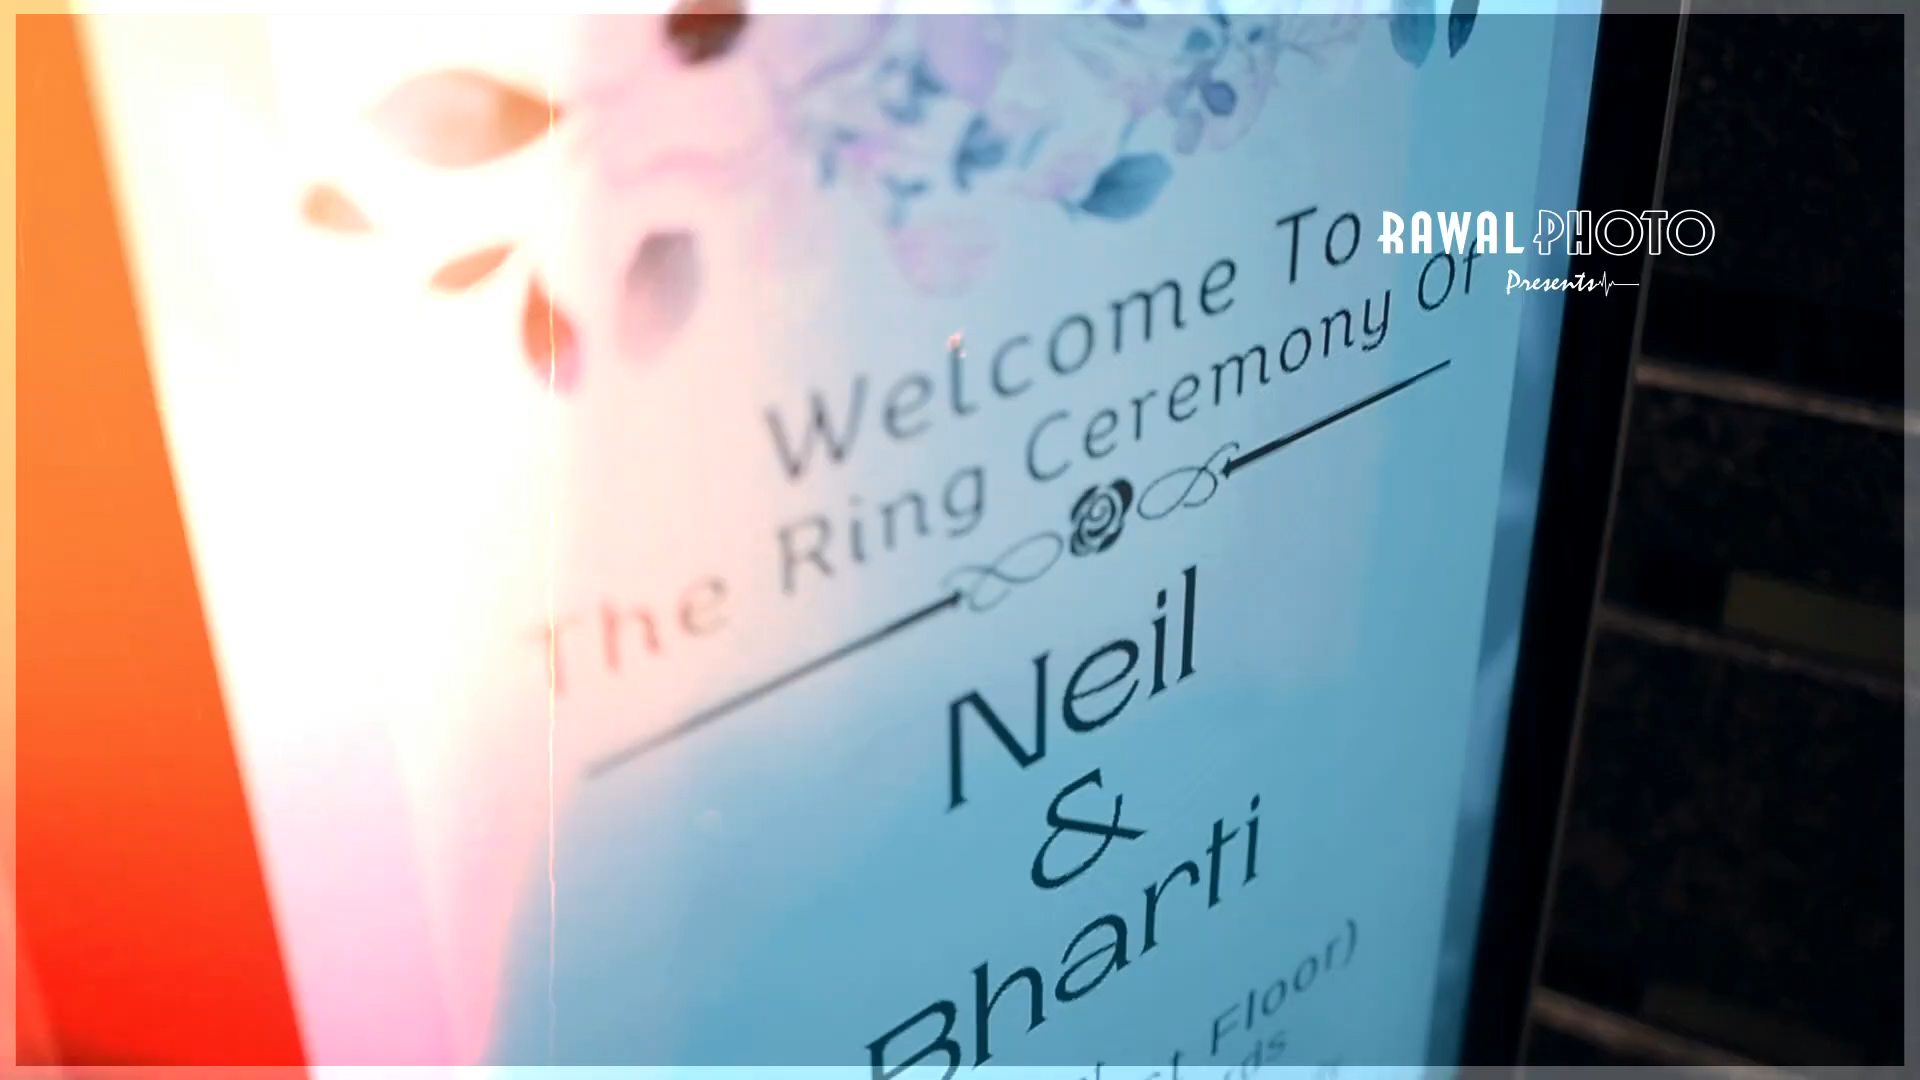 RAWAL PHOTO
Presents
Welcome To
The Ring Ceremony Of
Neil
&
Bharti
Floor)